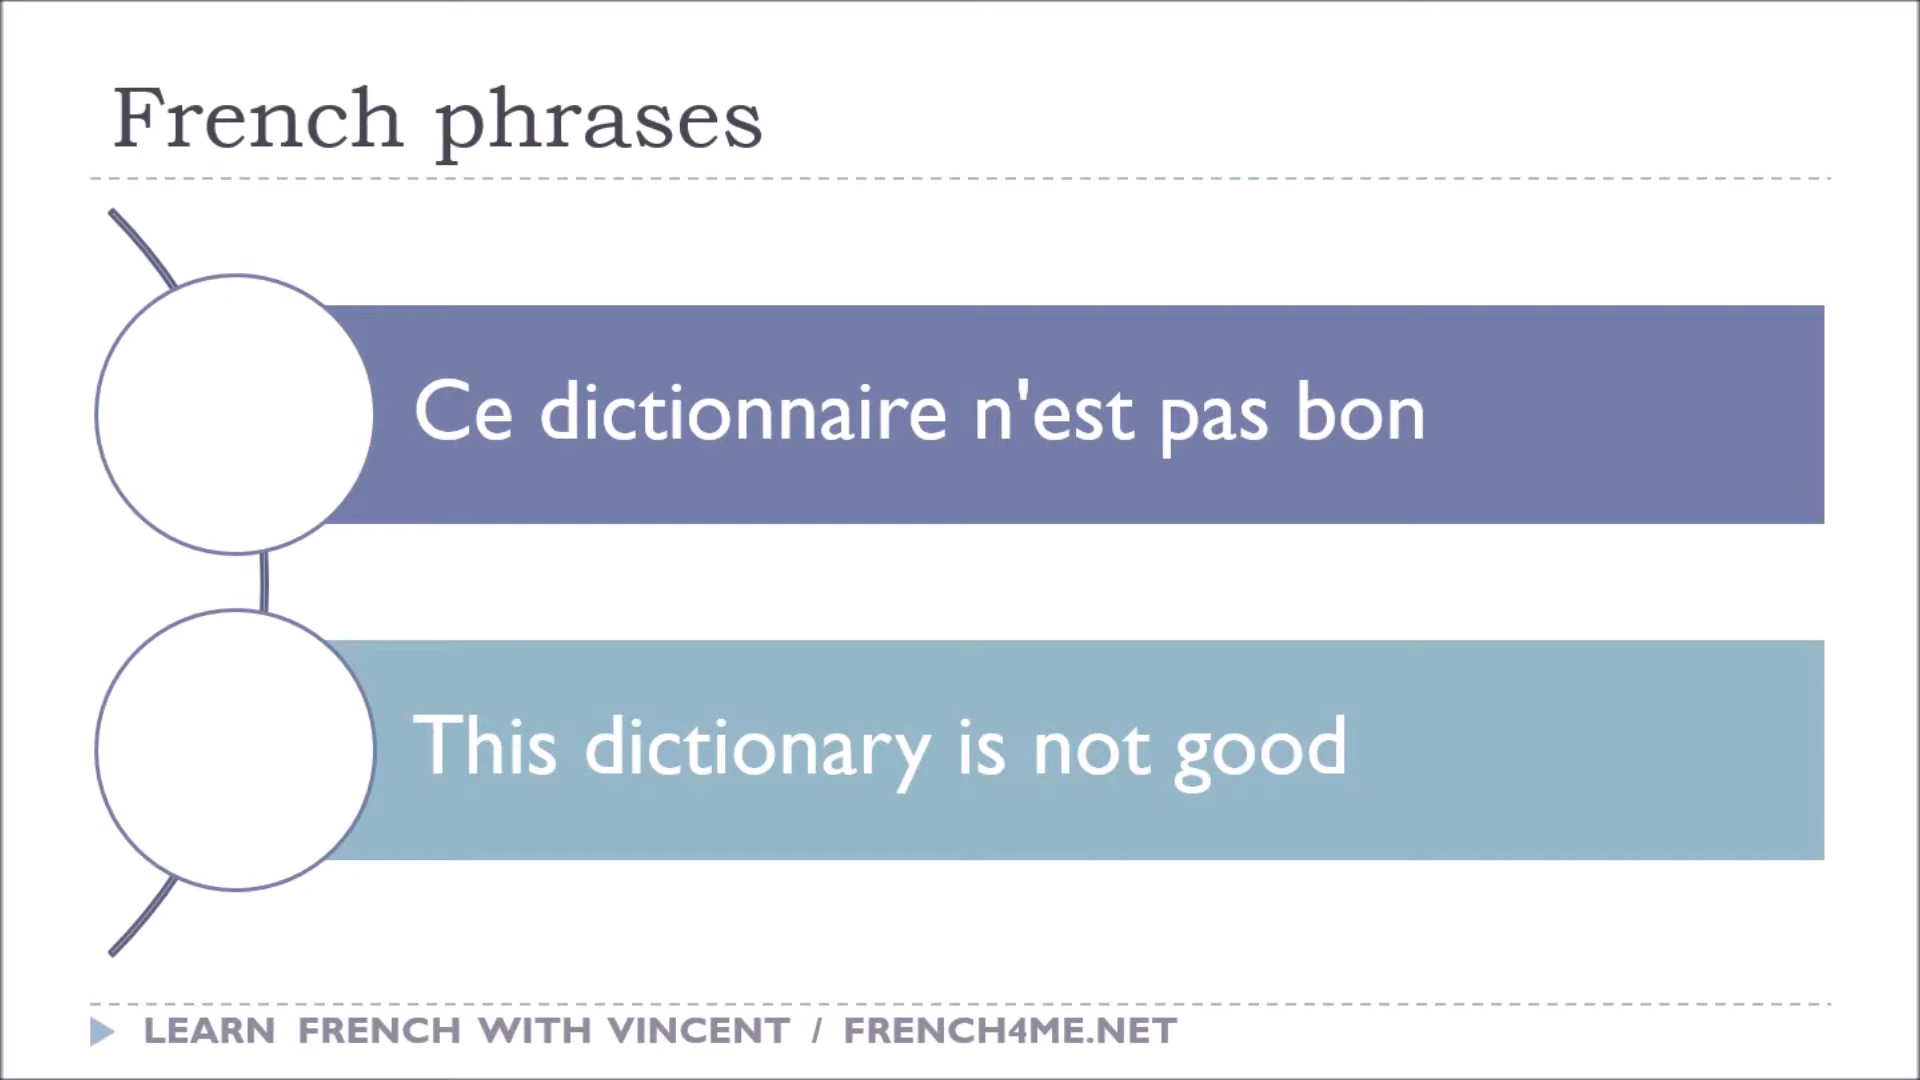 French phrases
Ce dictionnaire n'est pas bon
This dictionary is not good
LEARN FRENCH WITH VINCENT / FRENCH4ME.NET